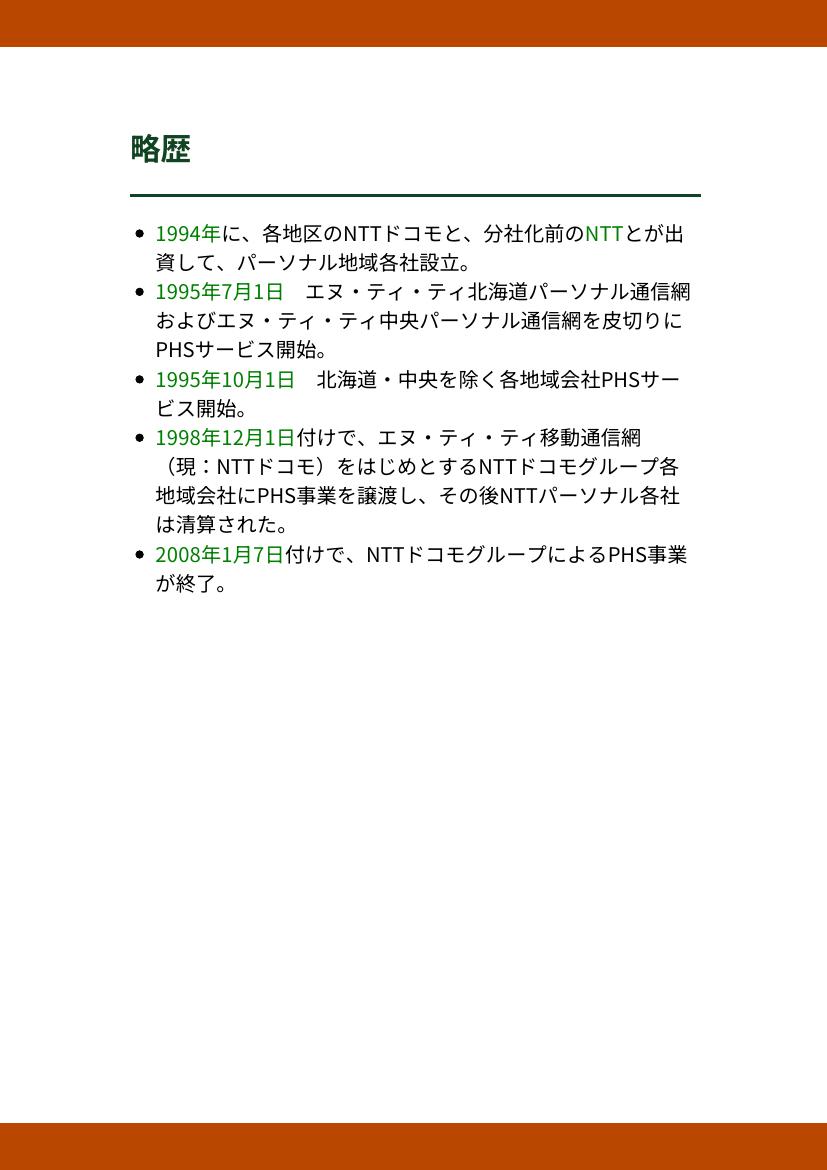 略歴
1994年に、各地区のNTTドコモと、分社化前のNTTとが出
資して、パーソナル地域各社設立。
1995年7月1日　エヌ・ティ・ティ北海道パーソナル通信網
およびエヌ・ティ・ティ中央パーソナル通信網を皮切りに
PHSサービス開始。
1995年10月1日　北海道・中央を除く各地域会社PHSサー
ビス開始。
1998年12月1日付けで、エヌ・ティ・ティ移動通信網
（現：NTTドコモ）をはじめとするNTTドコモグループ各
地域会社にPHS事業を譲渡し、その後NTTパーソナル各社
は清算された。
2008年1月7日付けで、NTTドコモグループによるPHS事業
が終了。